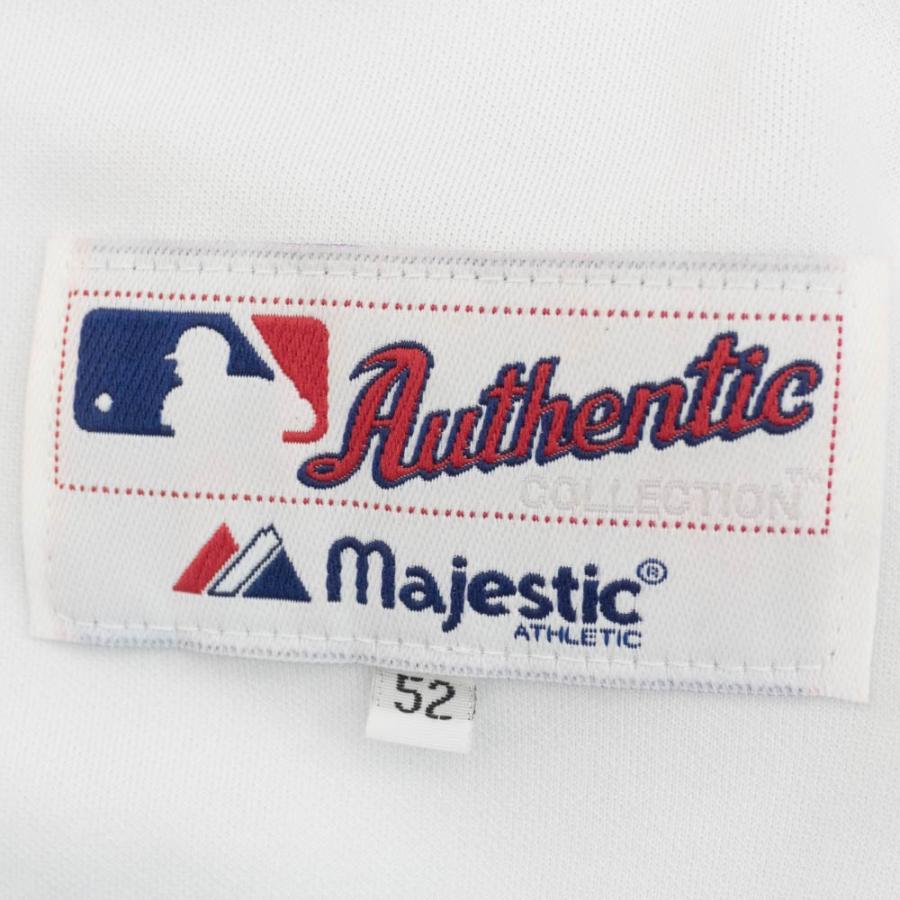 Authentic
COLLECTION™
Majestic®
ATHLETIC
52